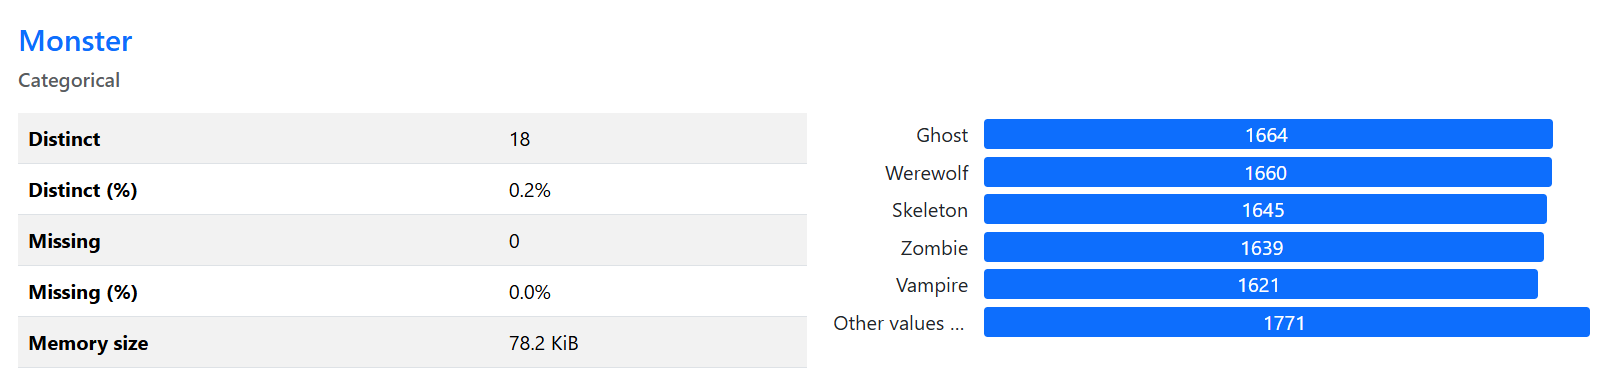 Monster
Categorical
Distinct 18
Distinct (%) 0.2%
Missing 0
Missing (%) 0.0%
Memory size 78.2 KiB
Ghost 1664
Werewolf 1660
Skeleton 1645
Zombie 1639
Vampire 1621
Other values ... 1771